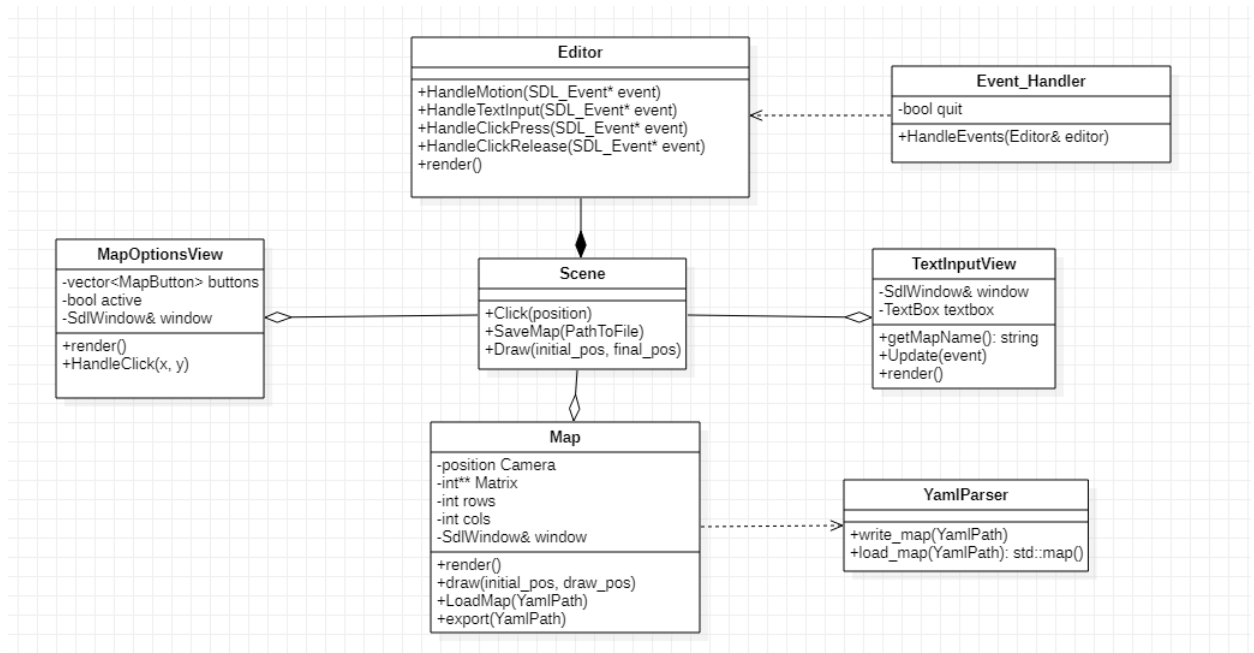 Editor
+HandleMotion(SDL_Event* event)
+HandleTextInput(SDL_Event* event)
+HandleClickPress(SDL_Event* event)
+HandleClickRelease(SDL_Event* event)
+render()
Event_Handler
-bool quit
+HandleEvents(Editor& editor)
MapOptionsView
-vector<MapButton> buttons
-bool active
-SdlWindow& window
+render()
+HandleClick(x, y)
Scene
+Click(position)
+SaveMap(PathToFile)
+Draw(initial_pos, final_pos)
TextInputView
-SdlWindow& window
-TextBox textbox
+getMapName(): string
+Update(event)
+render()
Map
-position Camera
-int** Matrix
-int rows
-int cols
-SdlWindow& window
+render()
+draw(initial_pos, draw_pos)
+LoadMap(YamlPath)
+export(YamlPath)
YamlParser
+write_map(YamlPath)
+load_map(YamlPath): std::map()